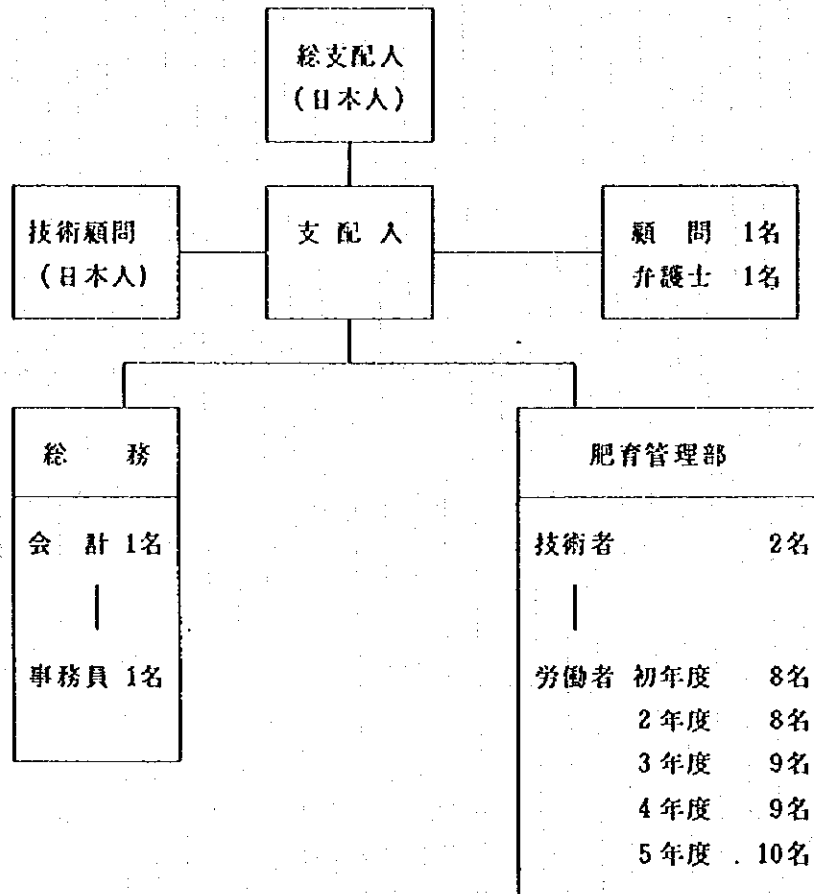 総支配人
(日本人)
技術顧問
(日本人)
支配人
顧問 1名
弁護士 1名
総務
会計 1名
事務員 1名
肥育管理部
技術者 2名
労働者 初年度 8名
2年度 8名
3年度 9名
4年度 9名
5年度 10名